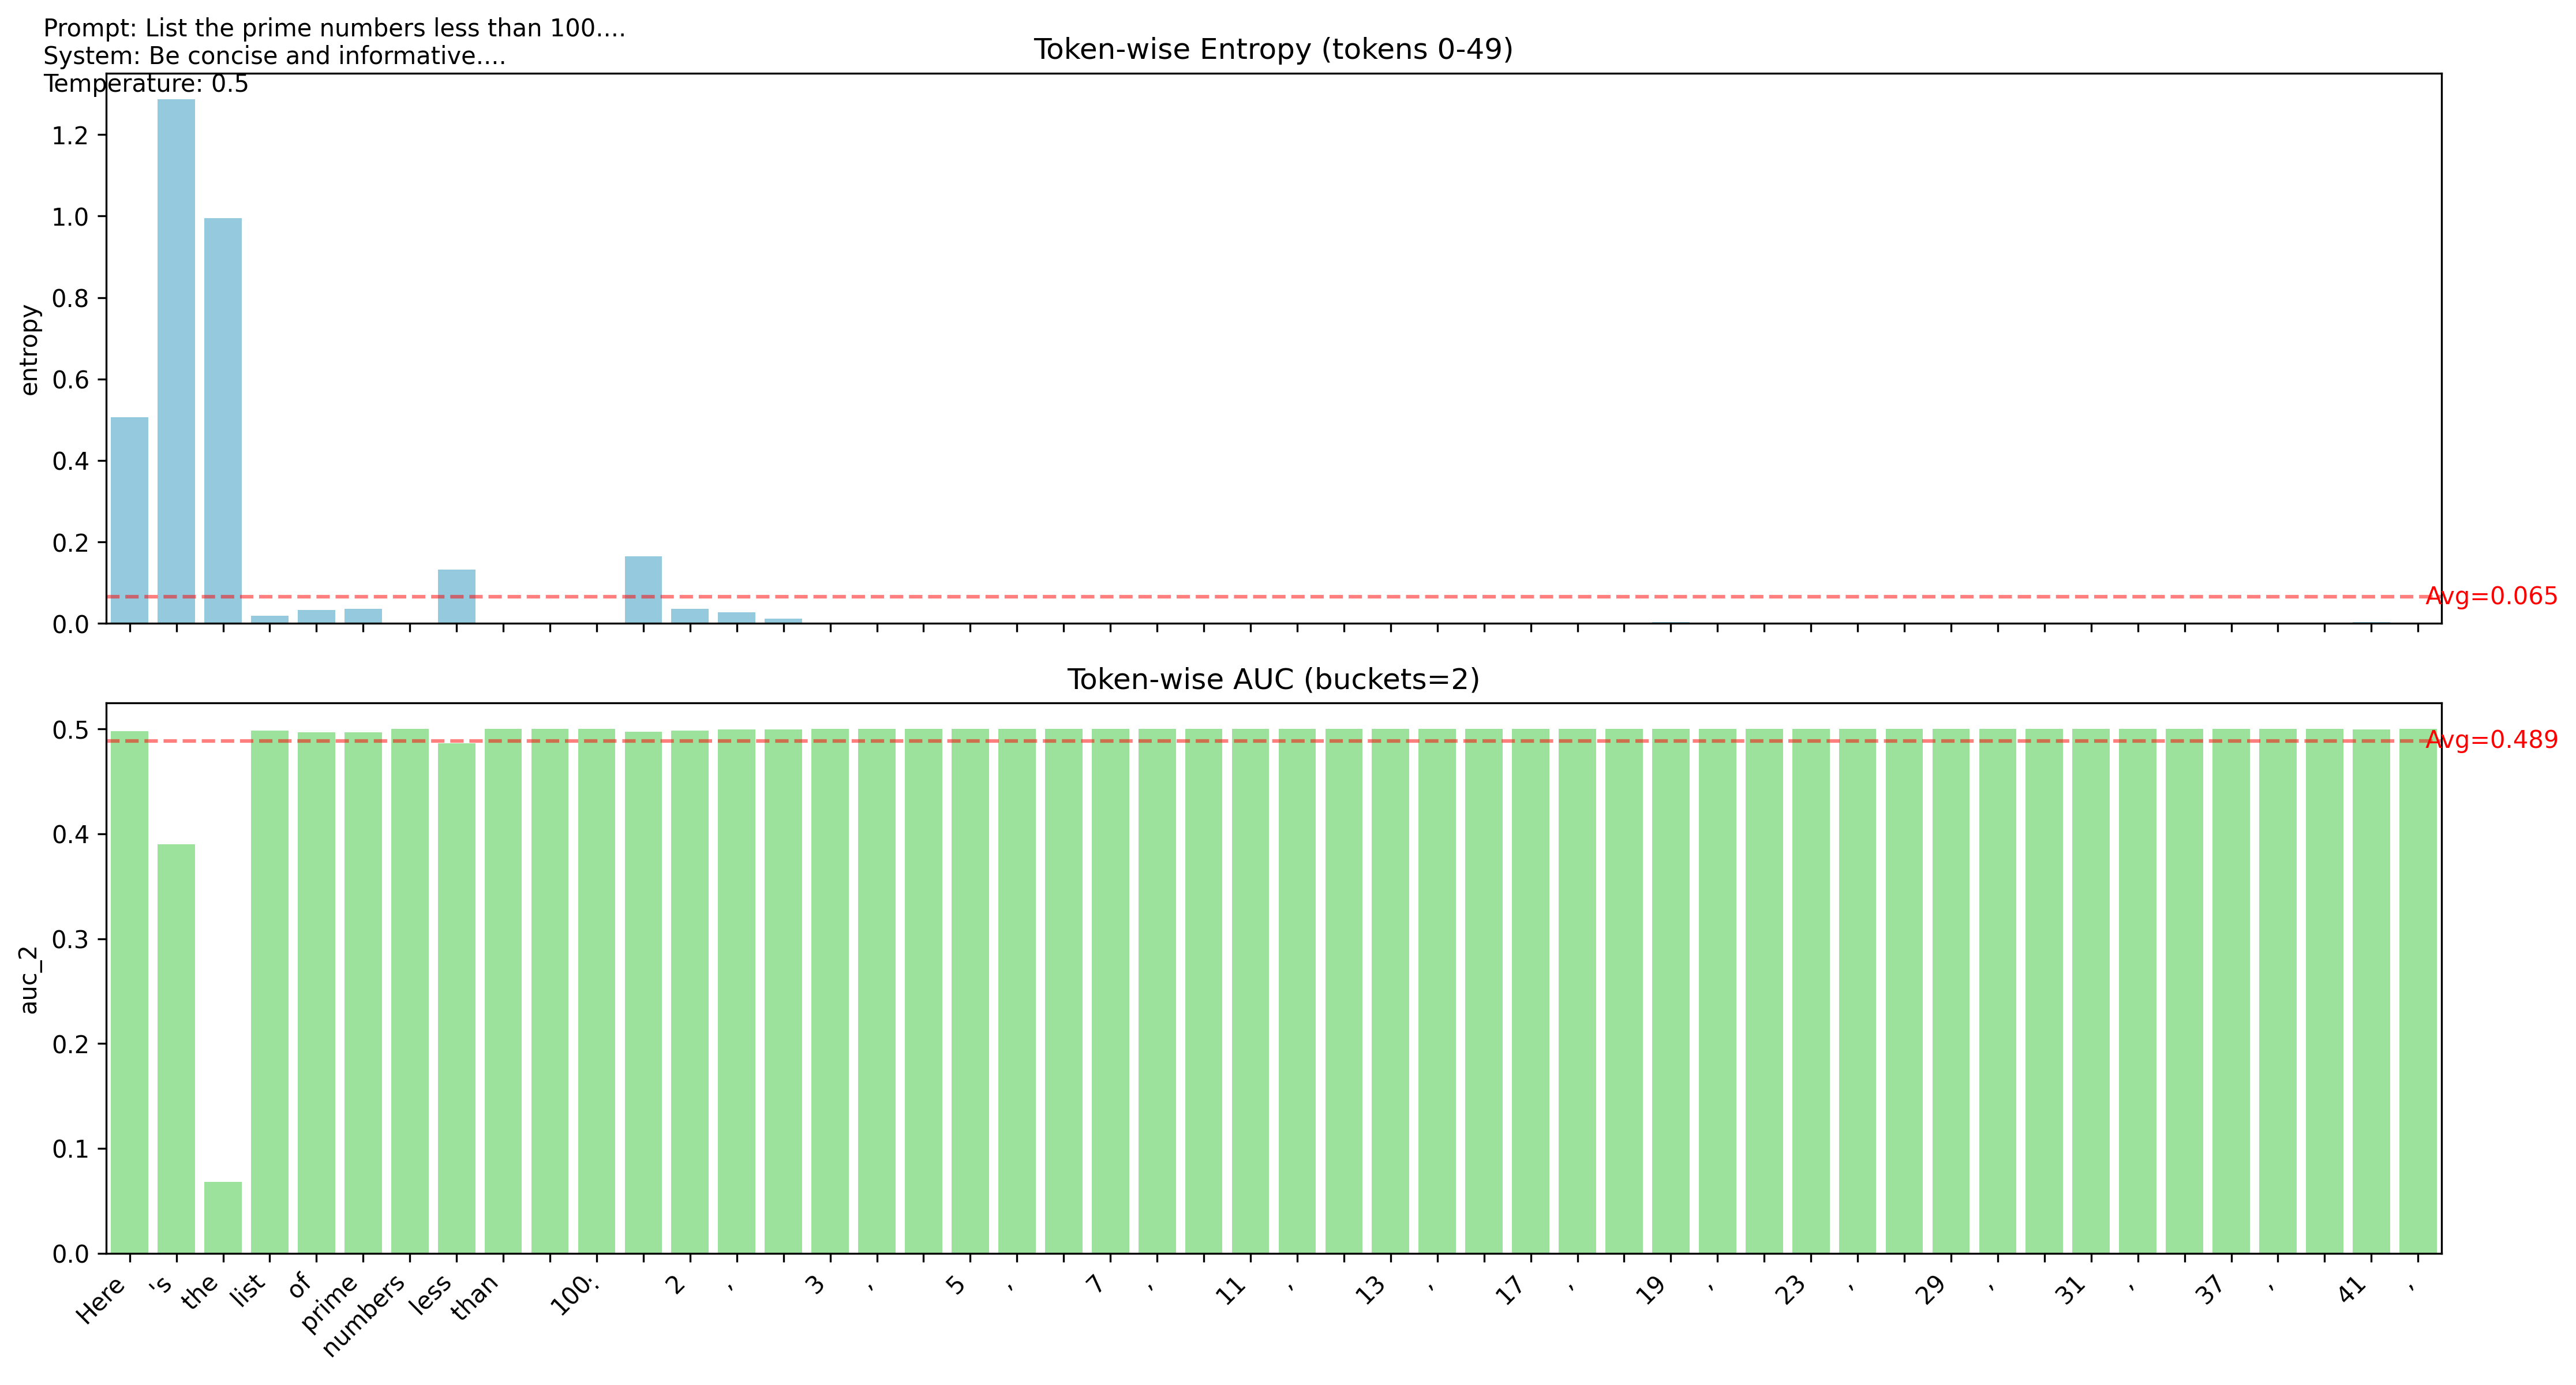 Prompt: List the prime numbers less than 100....
System: Be concise and informative....
Temperature: 0.5
Token-wise Entropy (tokens 0-49)
entropy
1.2
1.0
0.8
0.6
0.4
0.2
0.0
Avg=0.065
Token-wise AUC (buckets=2)
auc_2
0.5
0.4
0.3
0.2
0.1
0.0
Avg=0.489
Here 's the list of prime numbers less than 100: 2 , 3 , 5 , 7 , 11 , 13 , 17 , 19 , 23 , 29 , 31 , 37 , 41 ,